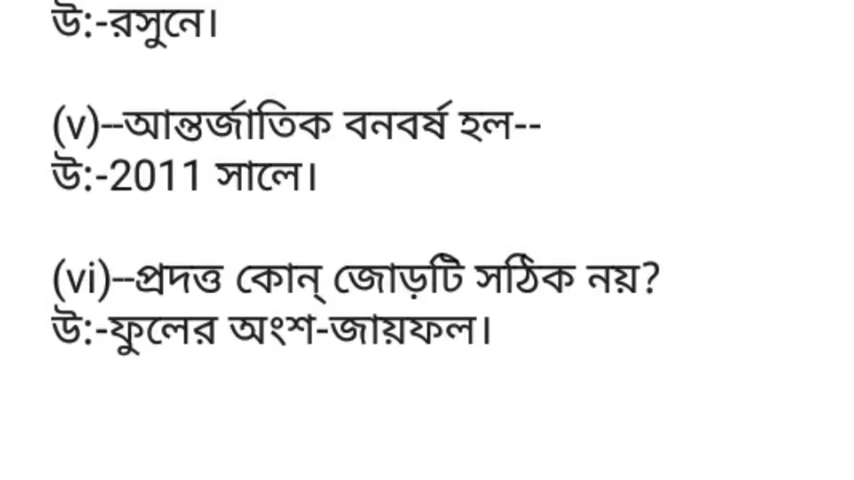 উ:-রসুনে।
(v)--আন্তর্জাতিক বনবর্ষ হল--
উ:-2011 সালে।
(vi)--প্রদত্ত কোন্ জোড়টি সঠিক নয়?
উ:-ফুলের অংশ-জায়ফল।